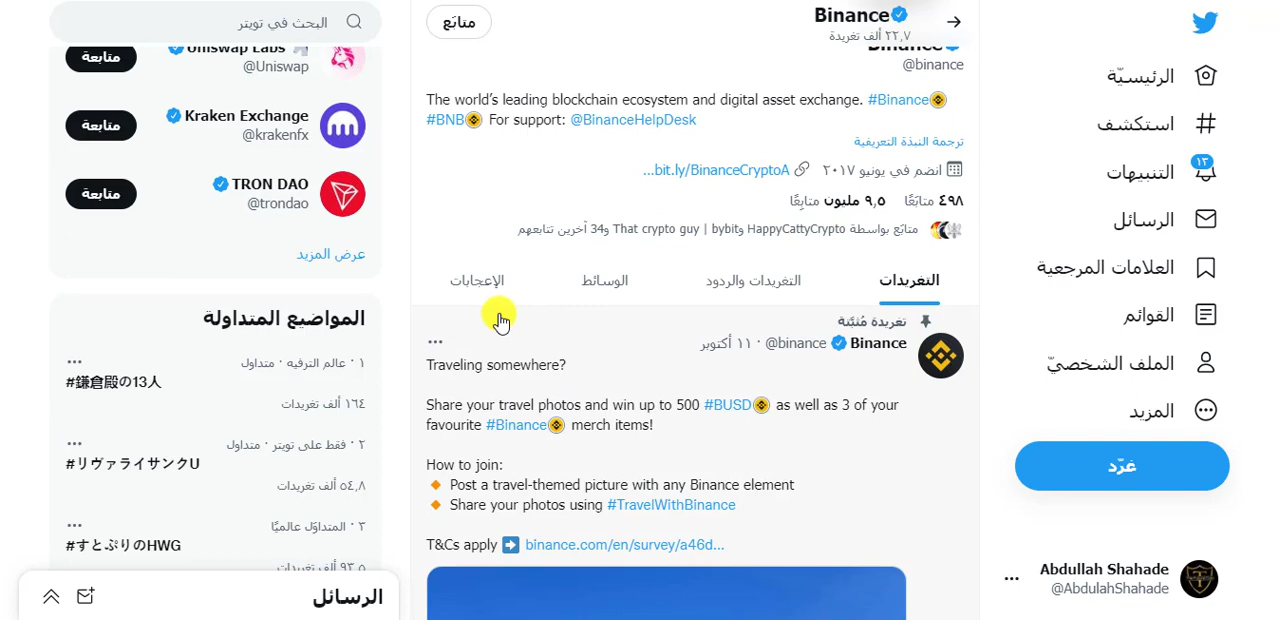 الرئيسيّة
استكشف
١٣
التنبيهات
الرسائل
العلامات المرجعية
القوائم
الملف الشخصيّ
المزيد
غرّد
Abdullah Shahade
@AbdulahShahade
Binance
٢٢,٧ ألف تغريدة
متابَع
Binance
@binance
The world's leading blockchain ecosystem and digital asset exchange. #Binance
#BNB For support: @BinanceHelpDesk
ترجمة النبذة التعريفية
انضم في يونيو ٢٠١٧ bit.ly/BinanceCryptoA...
٤٩٨ متابَعًا ٩,٥ مليون متابِعًا
متابَع بواسطة HappyCattyCrypto وbybit | That crypto guy و34 آخرين تتابعهم
التغريدات
التغريدات والردود
الوسائط
الإعجابات
تغريدة مُثبَّتة
Binance @binance · ١١ أكتوبر
Traveling somewhere?
Share your travel photos and win up to 500 #BUSD as well as 3 of your
favourite #Binance merch items!
How to join:
🔸 Post a travel-themed picture with any Binance element
🔸 Share your photos using #TravelWithBinance
T&Cs apply ➡ binance.com/en/survey/a46d...
البحث في تويتر
Uniswap Labs 🦄
@Uniswap
متابعة
Kraken Exchange
@krakenfx
متابعة
TRON DAO
@trondao
متابعة
عرض المزيد
المواضيع المتداولة
١ · عالم الترفيه · متداول
#鎌倉殿の13人
١٦٤ ألف تغريدات
٢ · فقط على تويتر · متداول
#リヴァライサンクU
٥٤,٨ ألف تغريدات
٣ · المتداوَل عالميًا
#すとぷりのHWG
٩٣,٥ ألف تغريدات
الرسائل